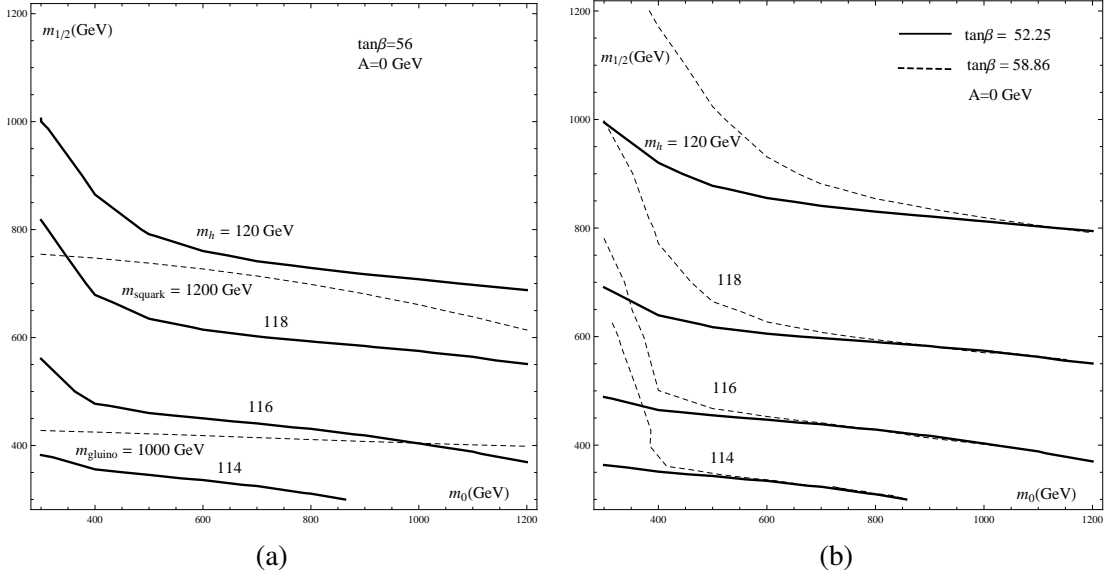 1200
m1/2(GeV)
tanβ=56
A=0 GeV
1000
mh = 120 GeV
800
msquark = 1200 GeV
118
600
116
400
mgluino = 1000 GeV
114
m0(GeV)
400 600 800 1000 1200
(a)
1200
m1/2(GeV)
tanβ = 52.25
tanβ = 58.86
A=0 GeV
1000
mh = 120 GeV
800
118
600
116
400
114
m0(GeV)
400 600 800 1000 1200
(b)